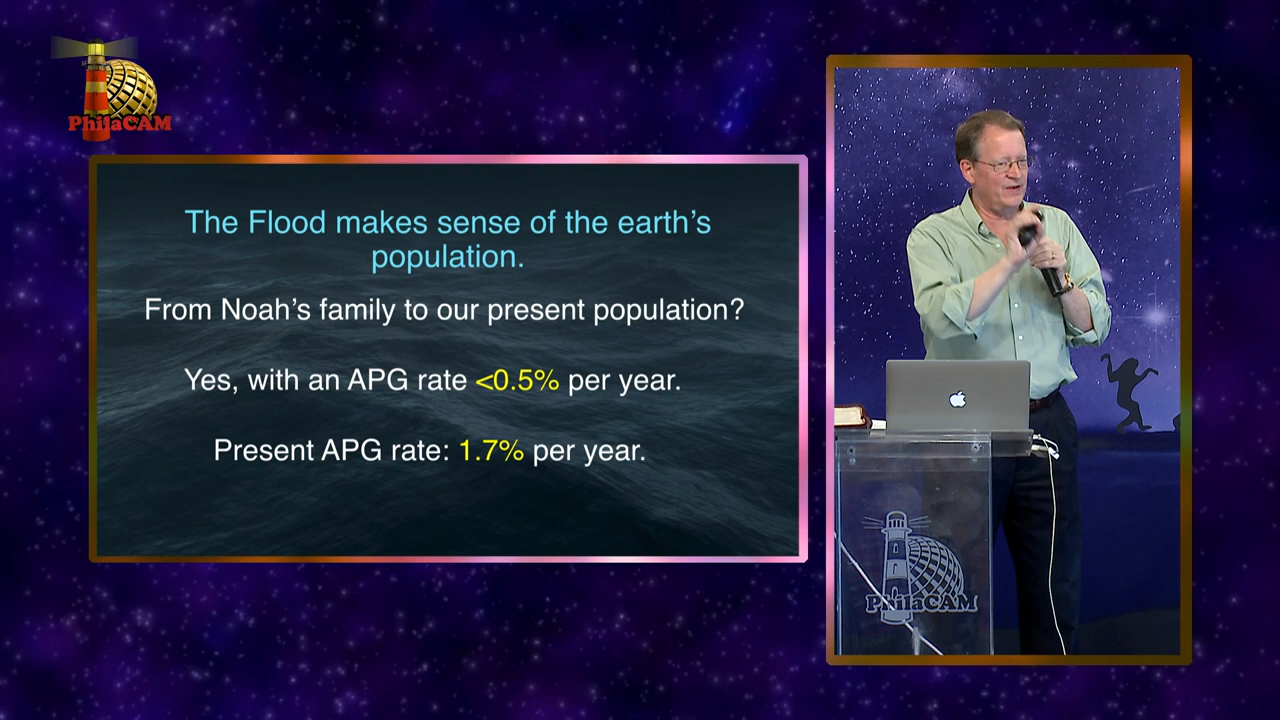 PhilaCAM
The Flood makes sense of the earth's
population.
From Noah's family to our present population?
Yes, with an APG rate <0.5% per year.
Present APG rate: 1.7% per year.
PhilaCAM